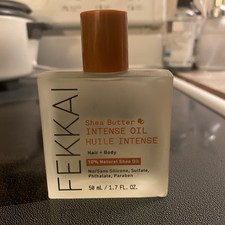 FEKKAI
Shea Butter
INTENSE OIL
HUILE INTENSE
Hair + Body
10% Natural Shea Oil
No/Sans Silicone, Sulfate,
Phthalate, Paraben
50 mL / 1.7 FL. OZ.